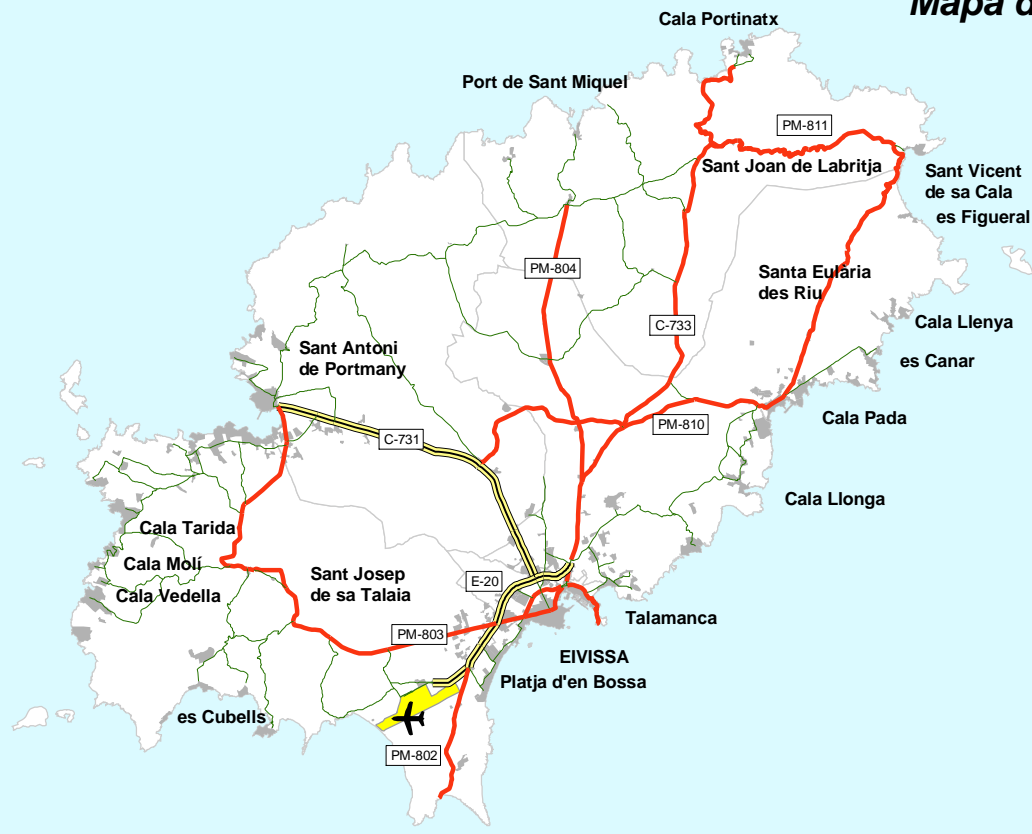 Mapa d
Cala Portinatx
Port de Sant Miquel
PM-811
Sant Joan de Labritja
Sant Vicent
de sa Cala
es Figueral
PM-804
Santa Eulària
des Riu
C-733
Cala Llenya
Sant Antoni
de Portmany
es Canar
PM-810
Cala Pada
C-731
Cala Llonga
Cala Tarida
Cala Molí
Cala Vedella
Sant Josep
de sa Talaia
E-20
Talamanca
PM-803
EIVISSA
Platja d'en Bossa
es Cubells
PM-802